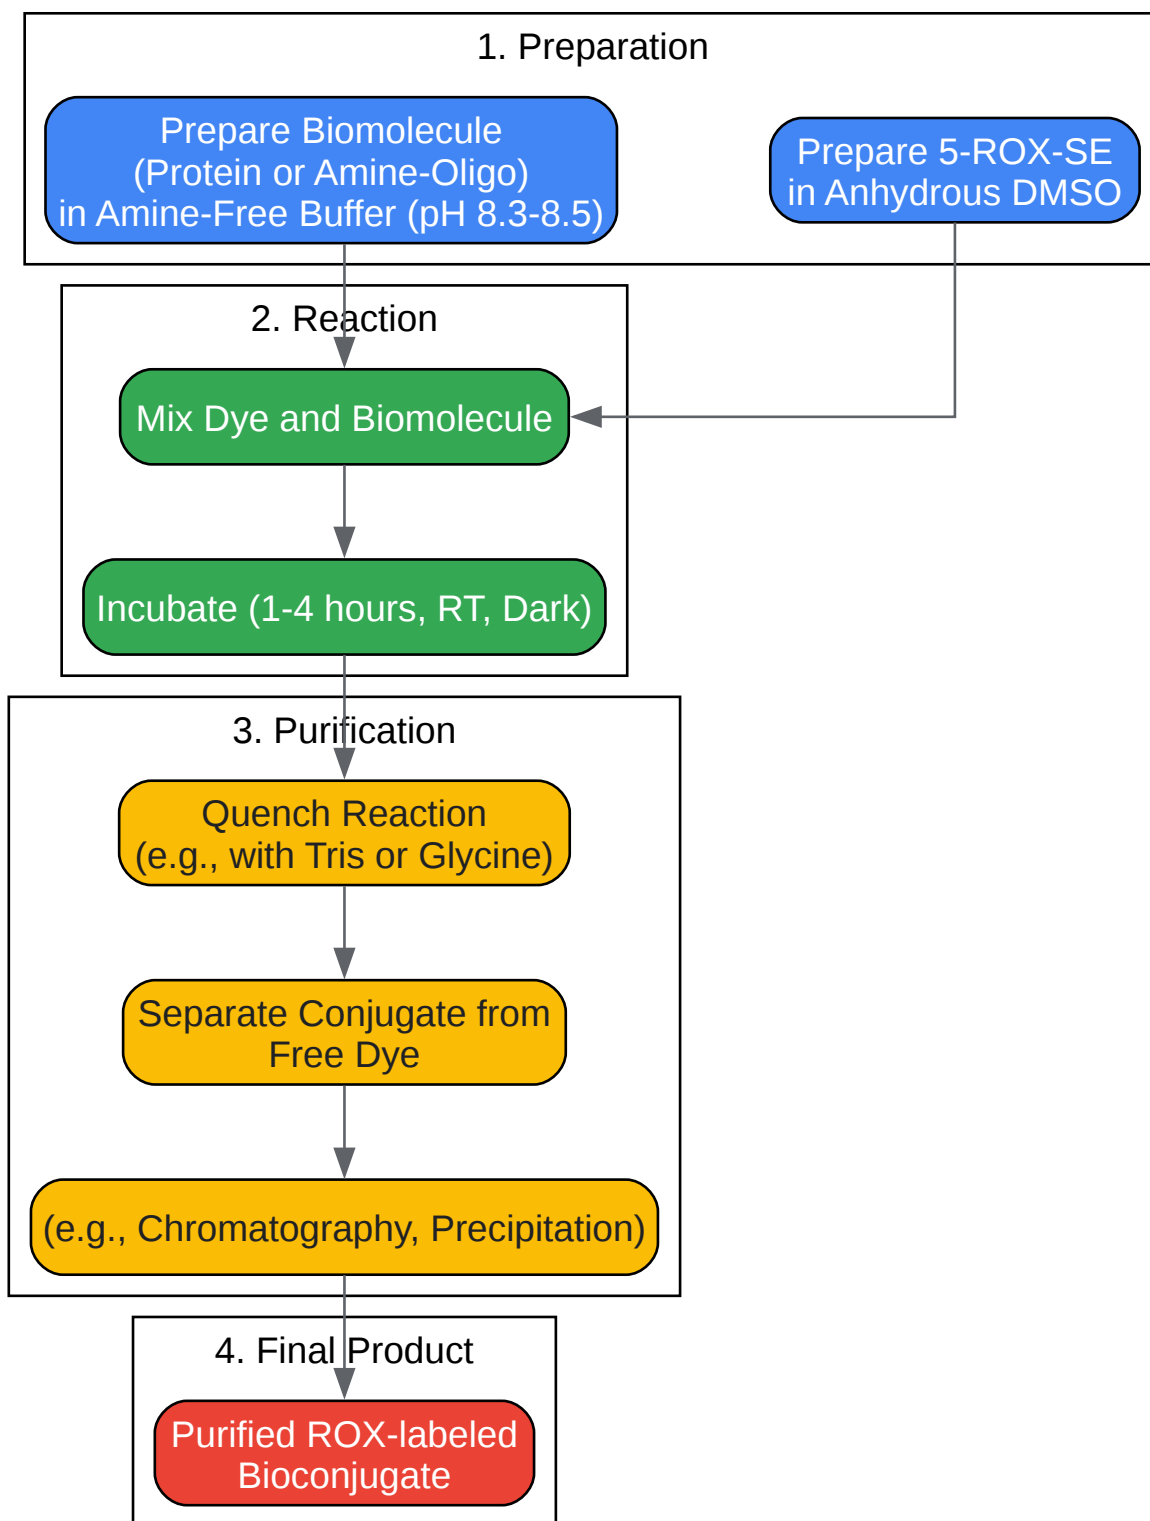 1. Preparation
Prepare Biomolecule
(Protein or Amine-Oligo)
in Amine-Free Buffer (pH 8.3-8.5)
Prepare 5-ROX-SE
in Anhydrous DMSO
2. Reaction
Mix Dye and Biomolecule
Incubate (1-4 hours, RT, Dark)
3. Purification
Quench Reaction
(e.g., with Tris or Glycine)
Separate Conjugate from
Free Dye
(e.g., Chromatography, Precipitation)
4. Final Product
Purified ROX-labeled
Bioconjugate